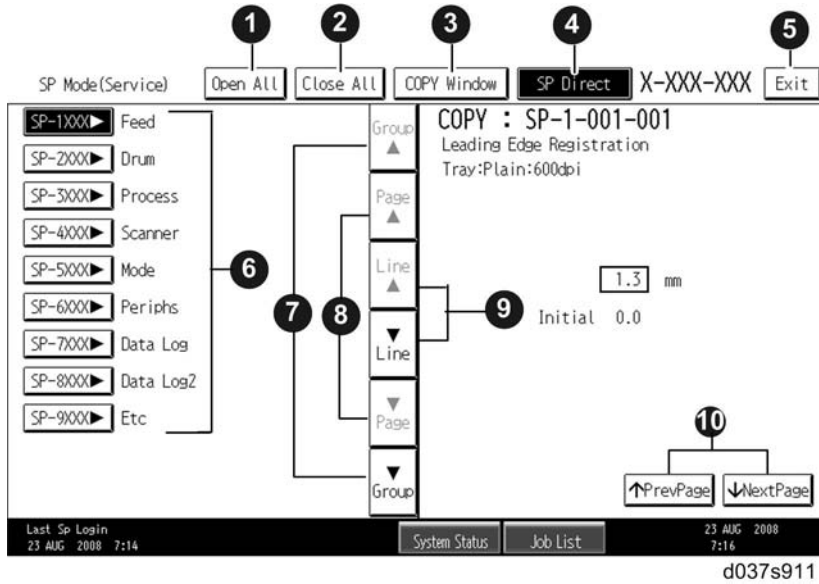 1 2 3 4 5
SP Mode(Service) Open All Close All COPY Window SP Direct X-XXX-XXX Exit
SP-1XXX▶ Feed
SP-2XXX▶ Drum
SP-3XXX▶ Process
SP-4XXX▶ Scanner
SP-5XXX▶ Mode
SP-6XXX▶ Periphs
SP-7XXX▶ Data Log
SP-8XXX▶ Data Log2
SP-9XXX▶ Etc
6
7
8
Group
▲
Page
▲
Line
▲
▼
Line
▼
Page
▼
Group
9
COPY : SP-1-001-001
Leading Edge Registration
Tray:Plain:600dpi
1.3 mm
Initial 0.0
10
↑PrevPage ↓NextPage
Last Sp Login
23 AUG 2008 7:14
System Status Job List
23 AUG 2008
7:16
d037s911